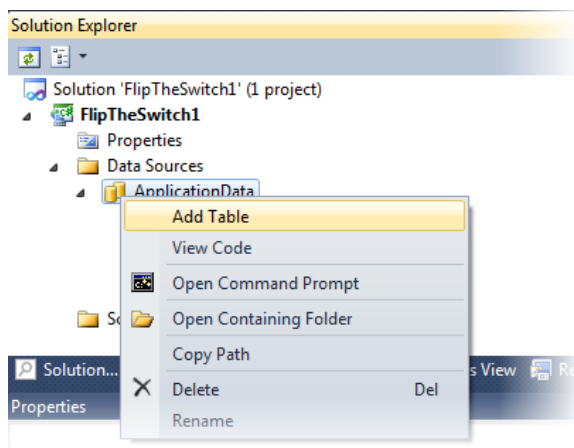 Solution Explorer
Solution 'FlipTheSwitch1' (1 project)
FlipTheSwitch1
Properties
Data Sources
ApplicationData
Add Table
View Code
Open Command Prompt
Open Containing Folder
Copy Path
Delete Del
Rename
Solution... s View
Properties